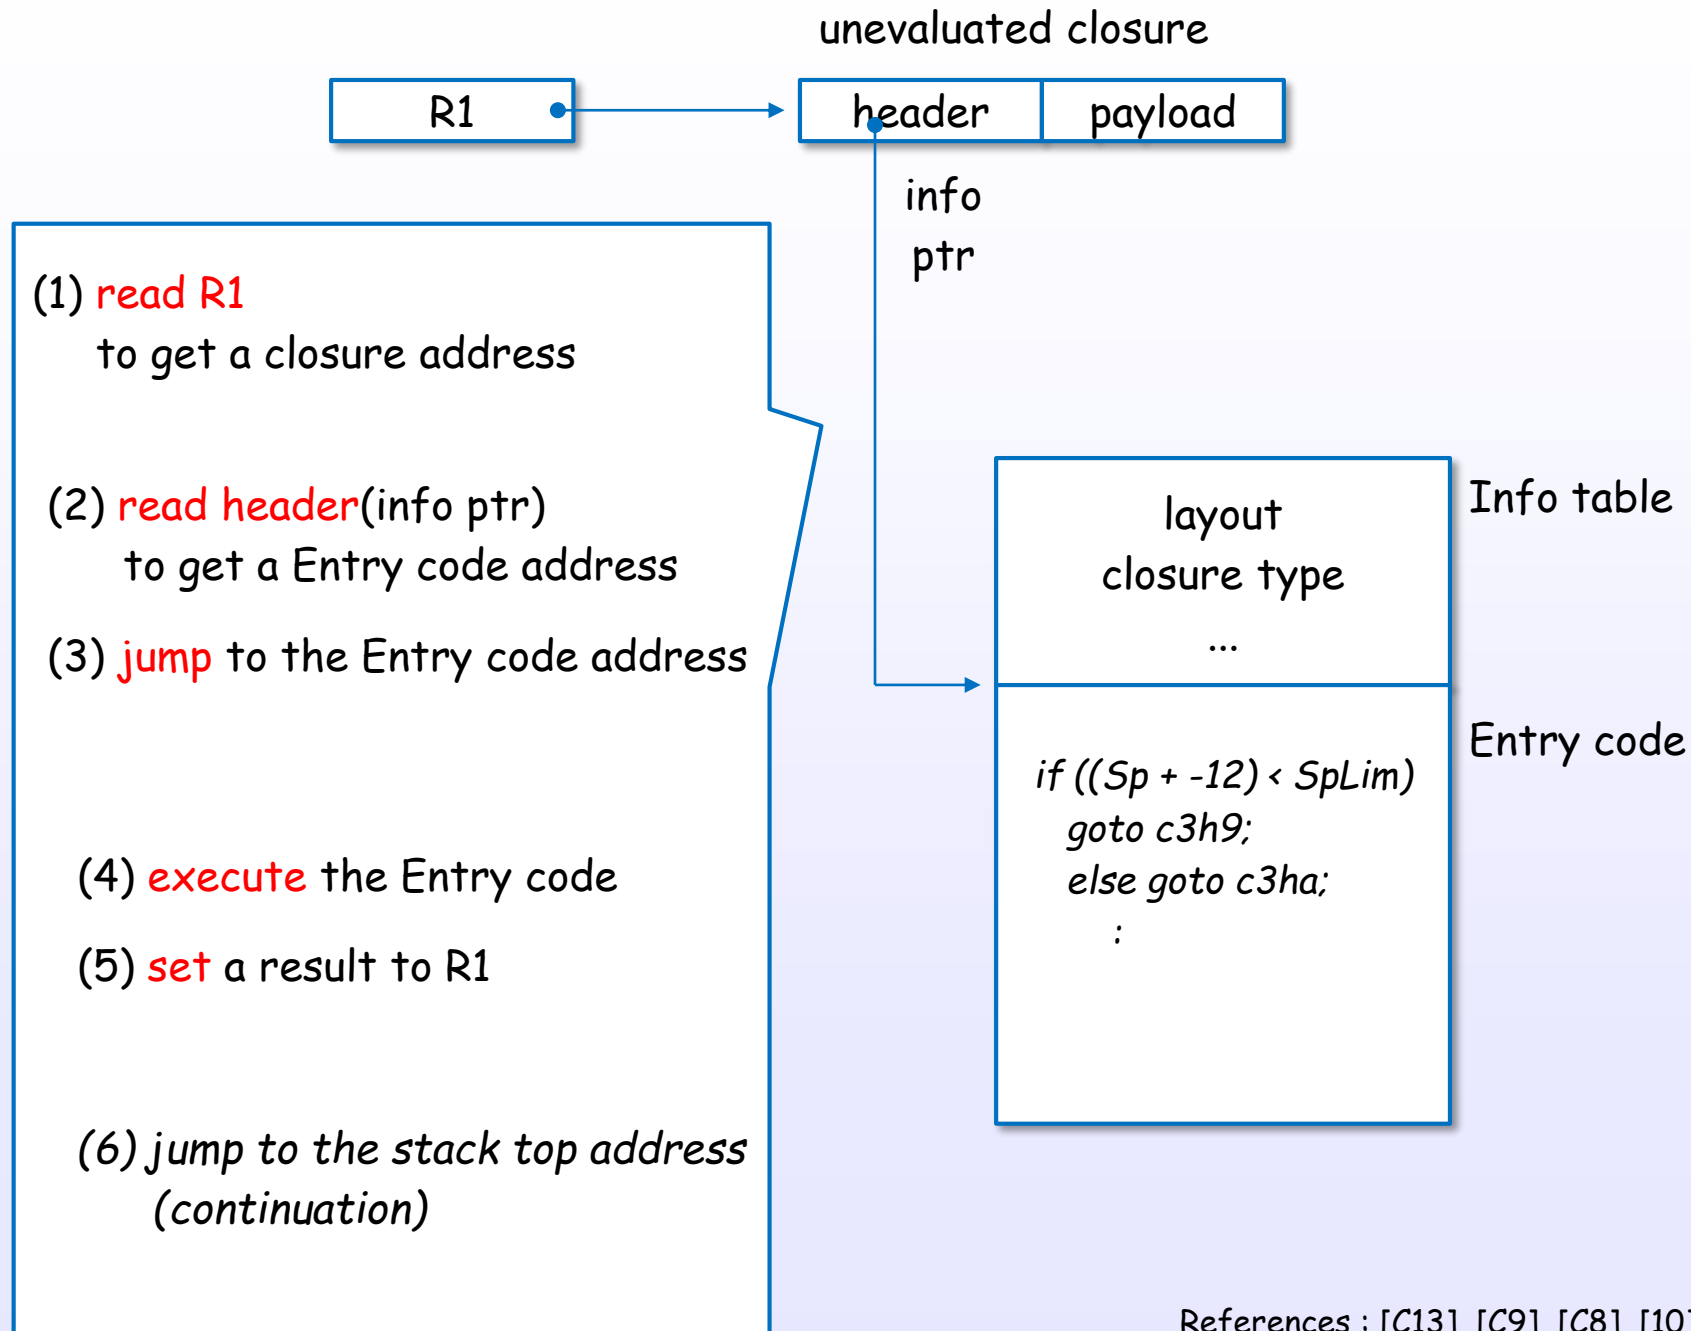 unevaluated closure
R1
header
payload
info
ptr
(1) read R1
to get a closure address
(2) read header(info ptr)
to get a Entry code address
(3) jump to the Entry code address
(4) execute the Entry code
(5) set a result to R1
(6) jump to the stack top address
(continuation)
layout
closure type
...
Info table
Entry code
if ((Sp + -12) < SpLim)
goto c3h9;
else goto c3ha;
:
References : [C13], [C9], [C8], [10]